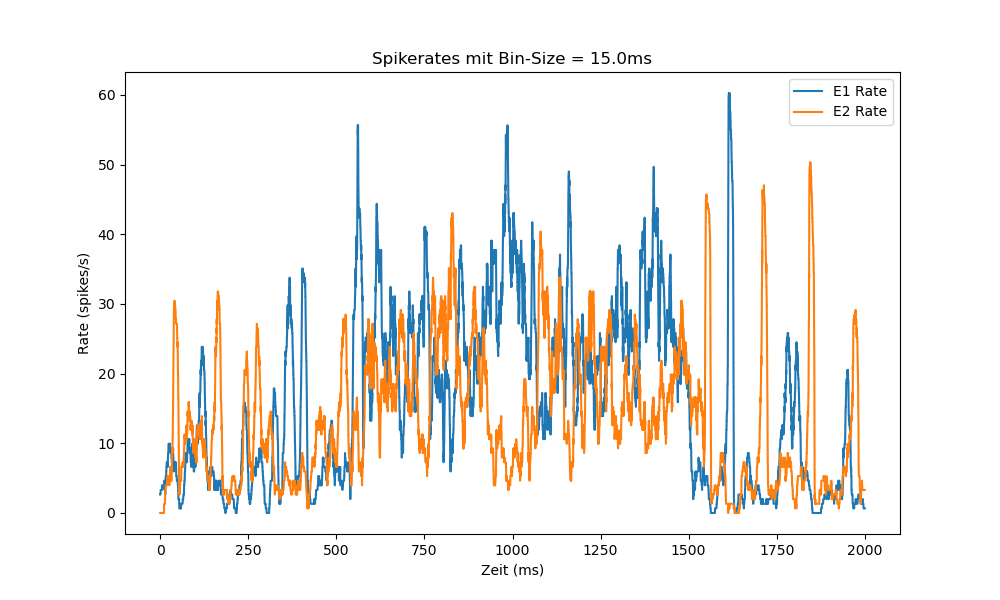 Spikerates mit Bin-Size = 15.0ms
E1 Rate
E2 Rate
60
50
40
30
20
10
0
Rate (spikes/s)
0 250 500 750 1000 1250 1500 1750 2000
Zeit (ms)